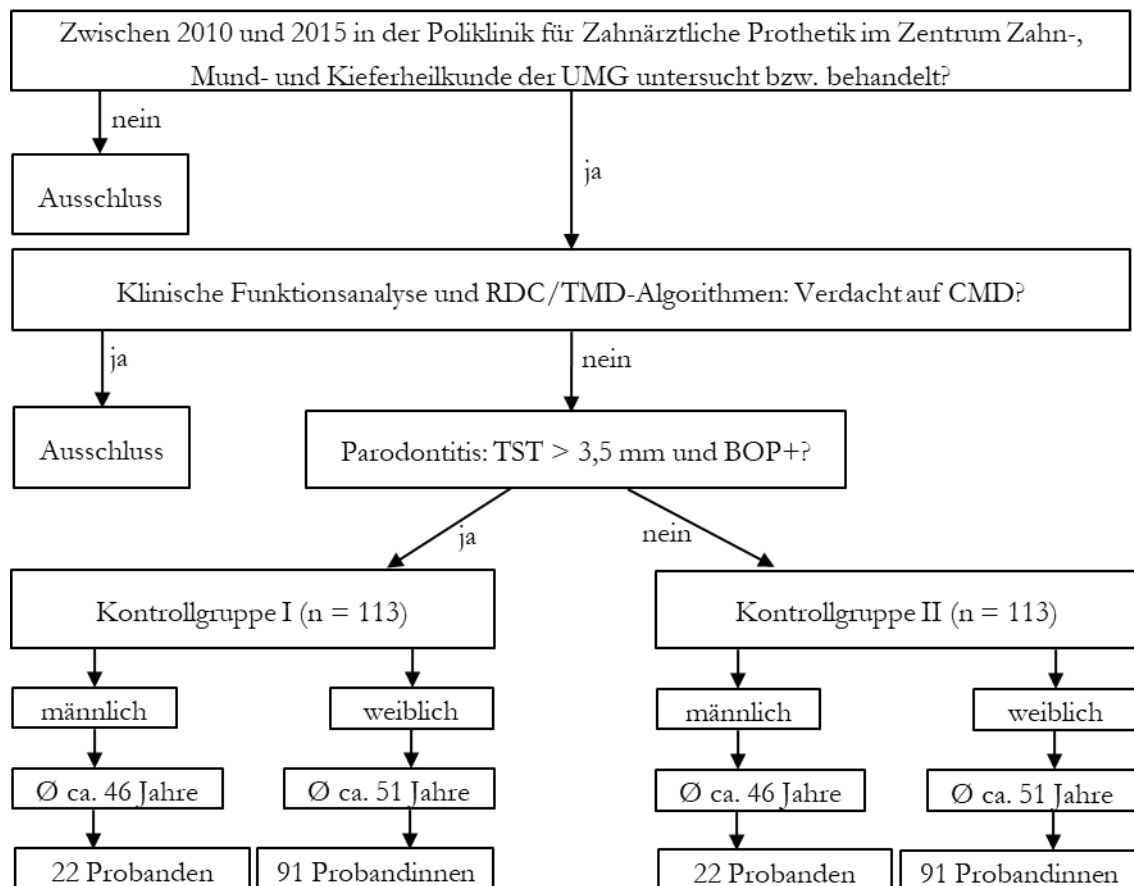 Zwischen 2010 und 2015 in der Poliklinik für Zahnärztliche Prothetik im Zentrum Zahn-,
Mund- und Kieferheilkunde der UMG untersucht bzw. behandelt?
nein
ja
Ausschluss
Klinische Funktionsanalyse und RDC/TMD-Algorithmen: Verdacht auf CMD?
ja
nein
Ausschluss
Parodontitis: TST > 3,5 mm und BOP+?
ja
nein
Kontrollgruppe I (n = 113)
Kontrollgruppe II (n = 113)
männlich
weiblich
männlich
weiblich
Ø ca. 46 Jahre
Ø ca. 51 Jahre
Ø ca. 46 Jahre
Ø ca. 51 Jahre
22 Probanden
91 Probandinnen
22 Probanden
91 Probandinnen